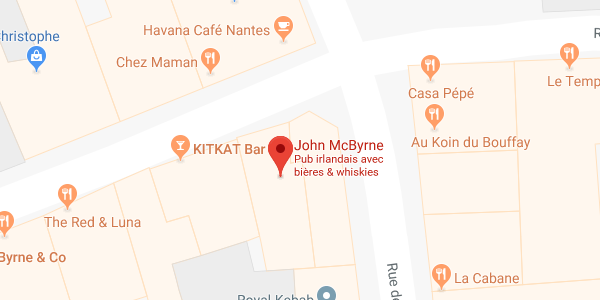 Havana Café Nantes
Christophe
Chez Maman
Le Temp
Casa Pépé
Au Koin du Bouffay
KITKAT Bar
John McByrne
Pub irlandais avec
bières & whiskies
The Red & Luna
Byrne & Co
Rue de
La Cabane
Royal Kebab